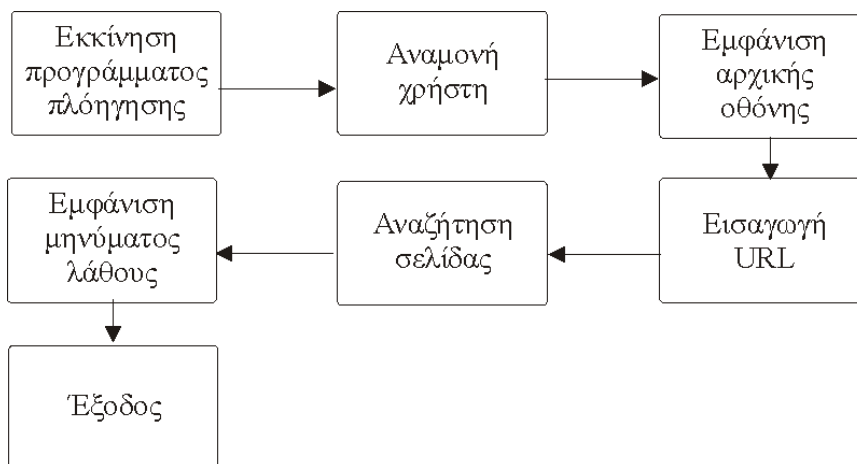 Εκκίνηση
προγράμματος
πλόηγησης
Αναμονή
χρήστη
Εμφάνιση
αρχικής
οθόνης
Εισαγωγή
URL
Αναζήτηση
σελίδας
Εμφάνιση
μηνύματος
λάθους
Έξοδος